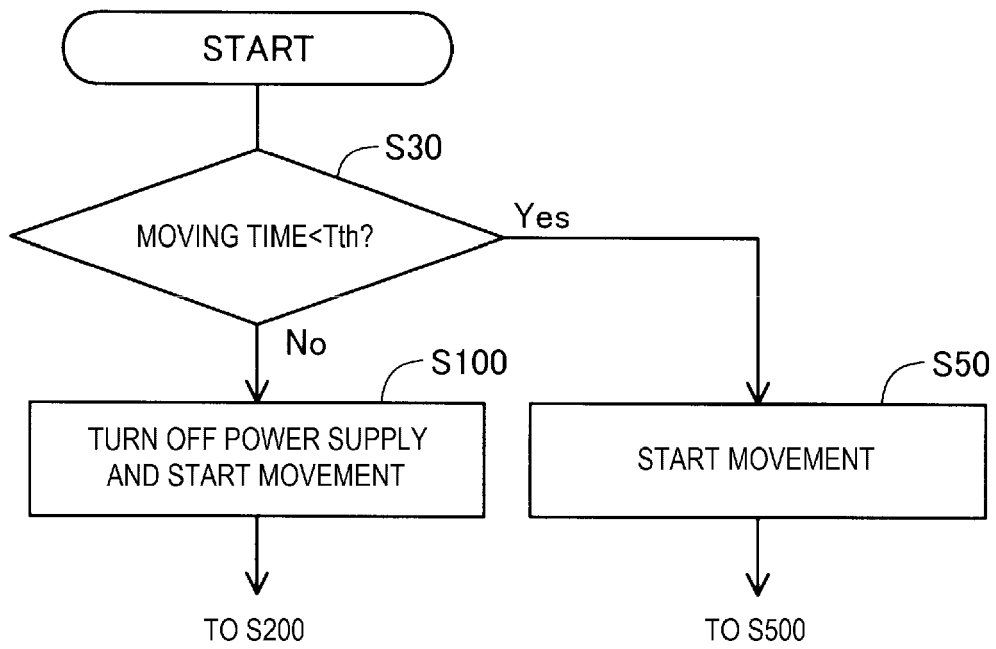 START
S30
MOVING TIME<Tth?
Yes
No
S100
S50
TURN OFF POWER SUPPLY
AND START MOVEMENT
START MOVEMENT
TO S200
TO S500